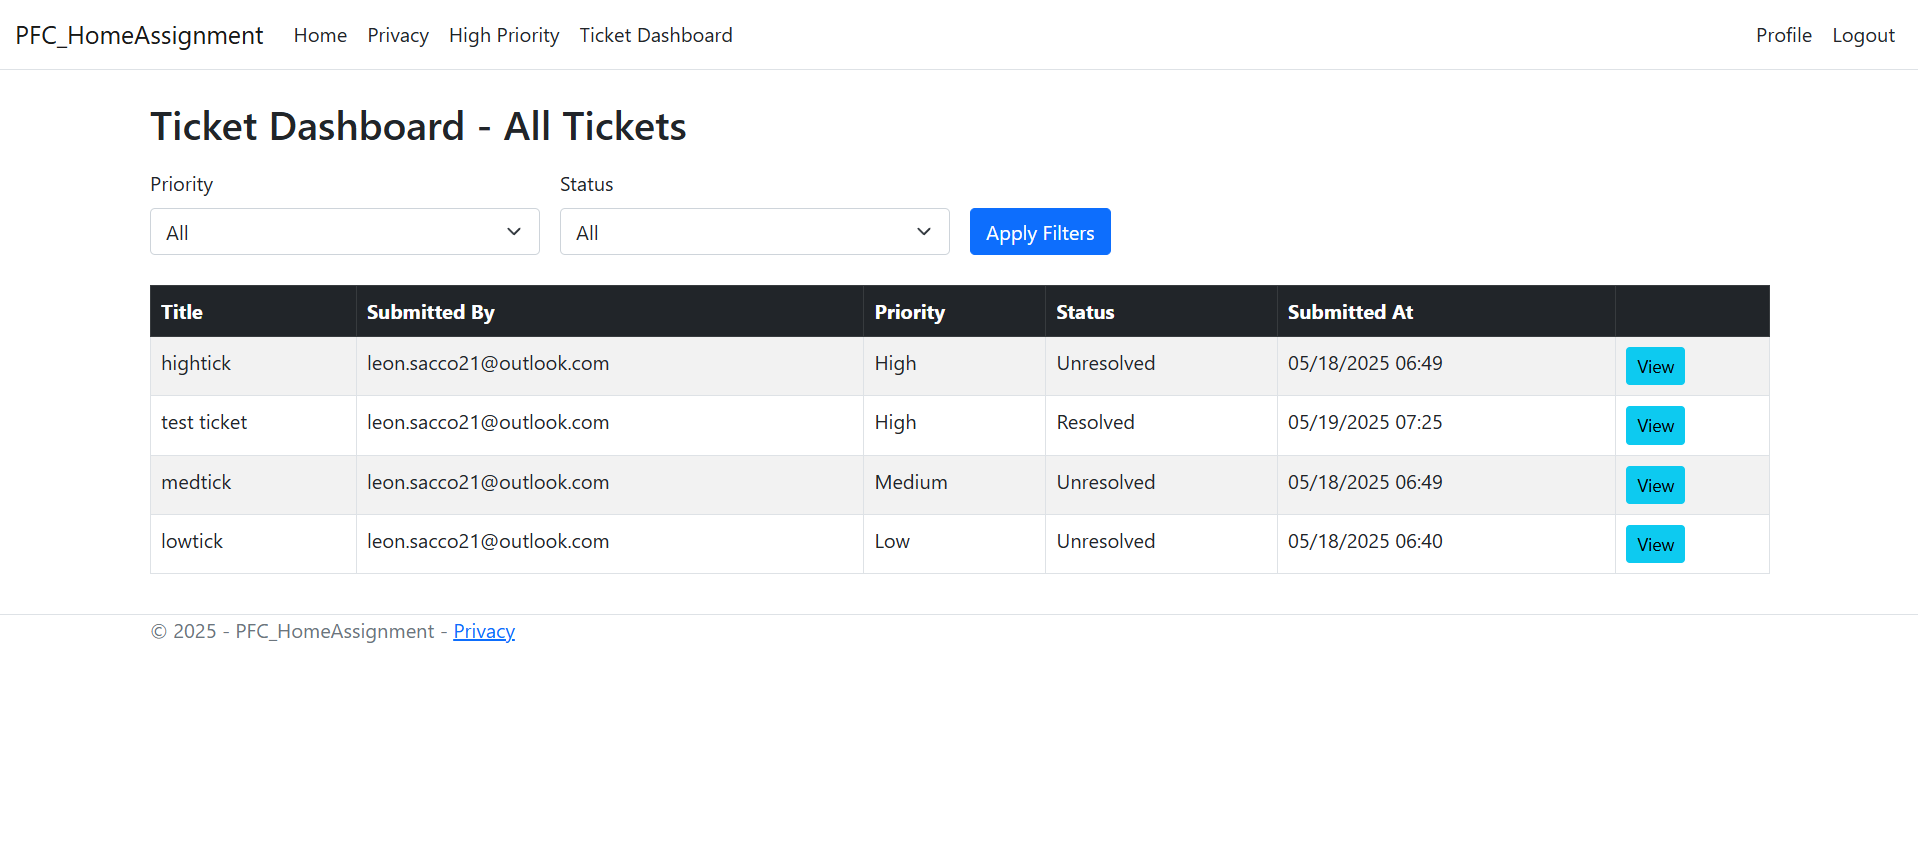 PFC_HomeAssignment Home Privacy High Priority Ticket Dashboard Profile Logout
Ticket Dashboard - All Tickets
Priority Status
All All Apply Filters
Title Submitted By Priority Status Submitted At
hightick leon.sacco21@outlook.com High Unresolved 05/18/2025 06:49 View
test ticket leon.sacco21@outlook.com High Resolved 05/19/2025 07:25 View
medtick leon.sacco21@outlook.com Medium Unresolved 05/18/2025 06:49 View
lowtick leon.sacco21@outlook.com Low Unresolved 05/18/2025 06:40 View
© 2025 - PFC_HomeAssignment - Privacy